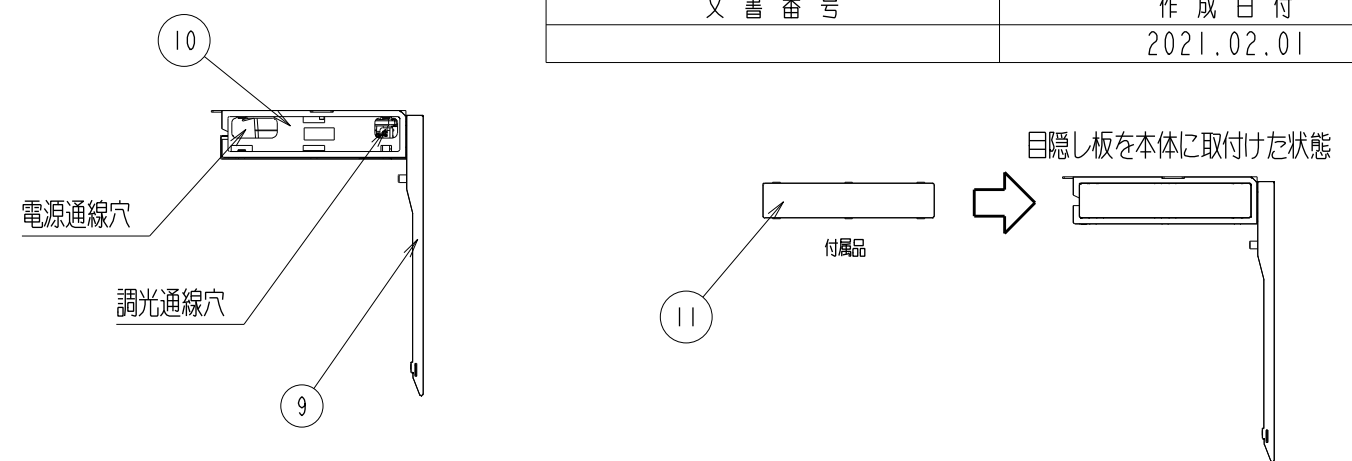 文書番号
作成日付
2021.02.01
10
電源通線穴
調光通線穴
9
目隠し板を本体に取付けた状態
付属品
11